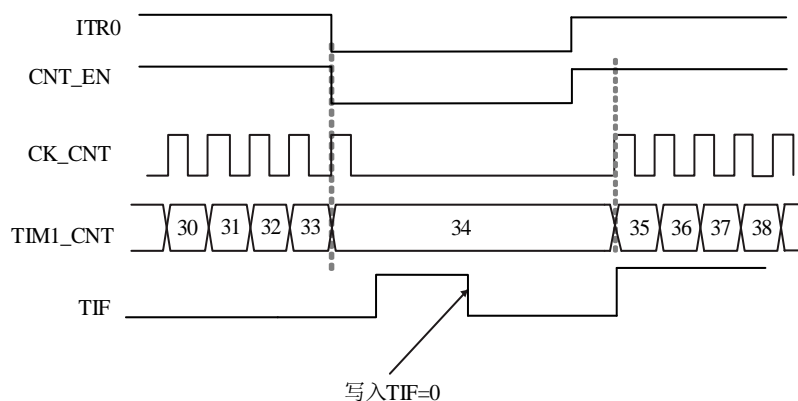 ITR0
CNT_EN
CK_CNT
TIM1_CNT 30 31 32 33 34 35 36 37 38
TIF
写入TIF=0